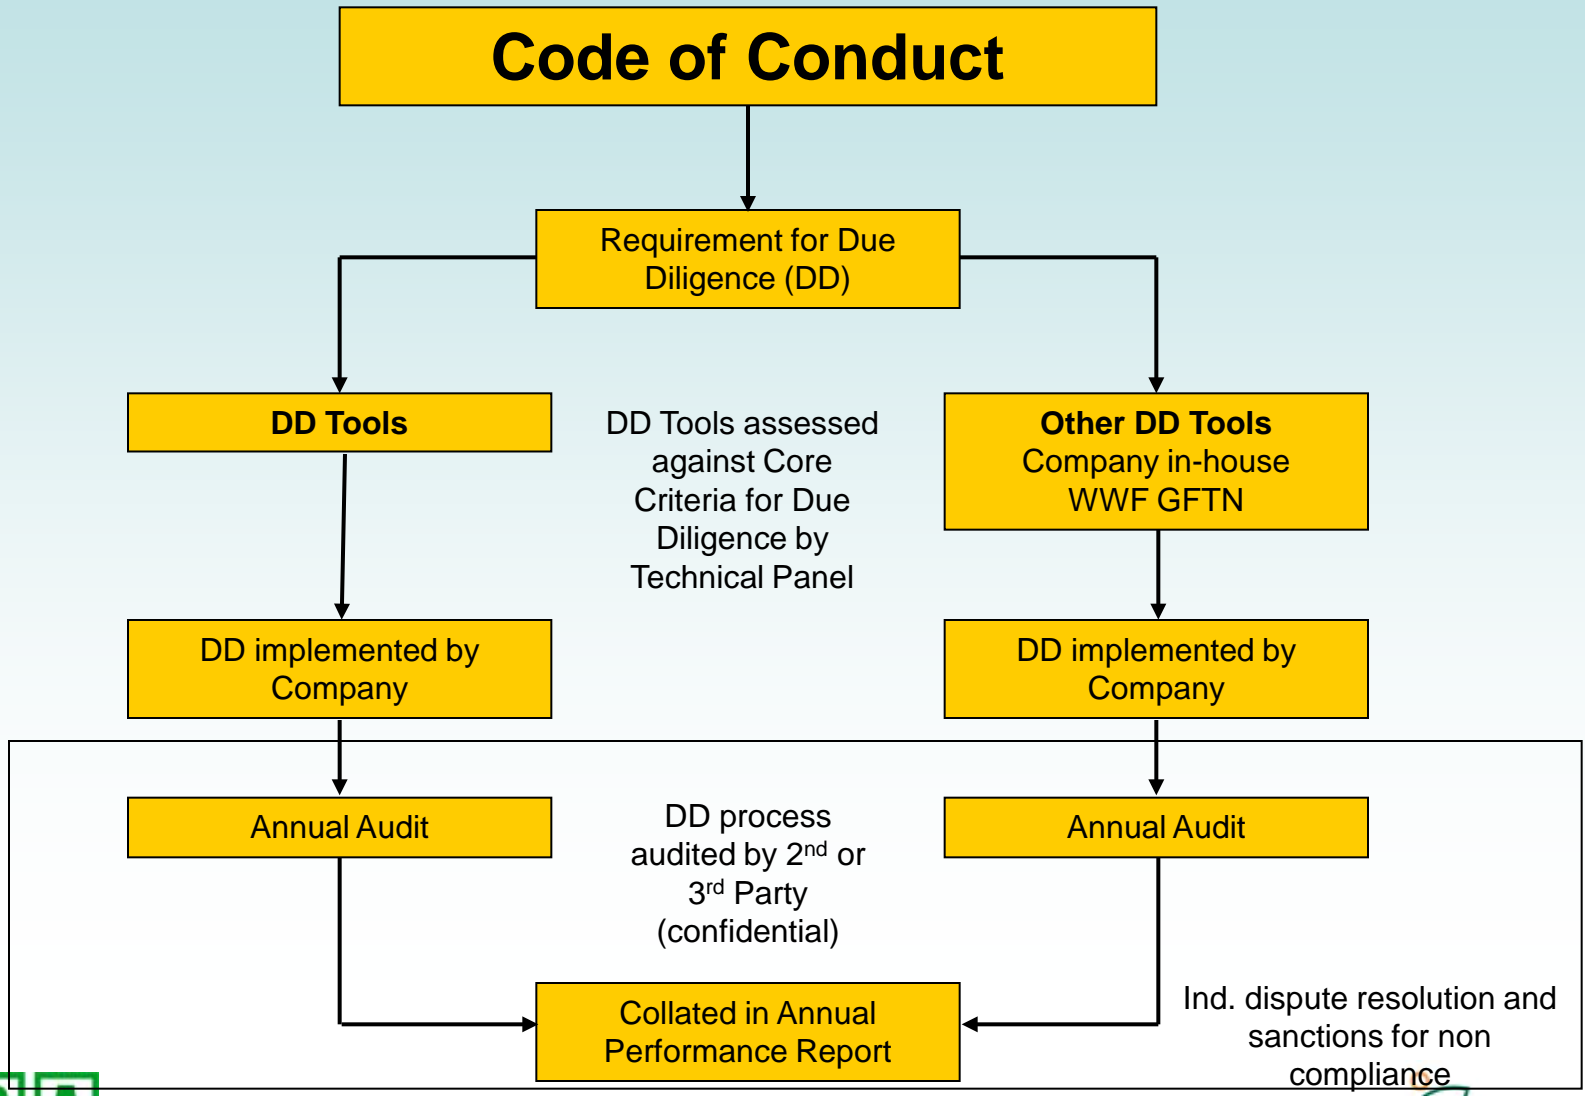 Code of Conduct
Requirement for Due
Diligence (DD)
DD Tools
DD Tools assessed
against Core
Criteria for Due
Diligence by
Technical Panel
Other DD Tools
Company in-house
WWF GFTN
DD implemented by
Company
DD implemented by
Company
Annual Audit
DD process
audited by 2nd or
3rd Party
(confidential)
Annual Audit
Collated in Annual
Performance Report
Ind. dispute resolution and
sanctions for non
compliance